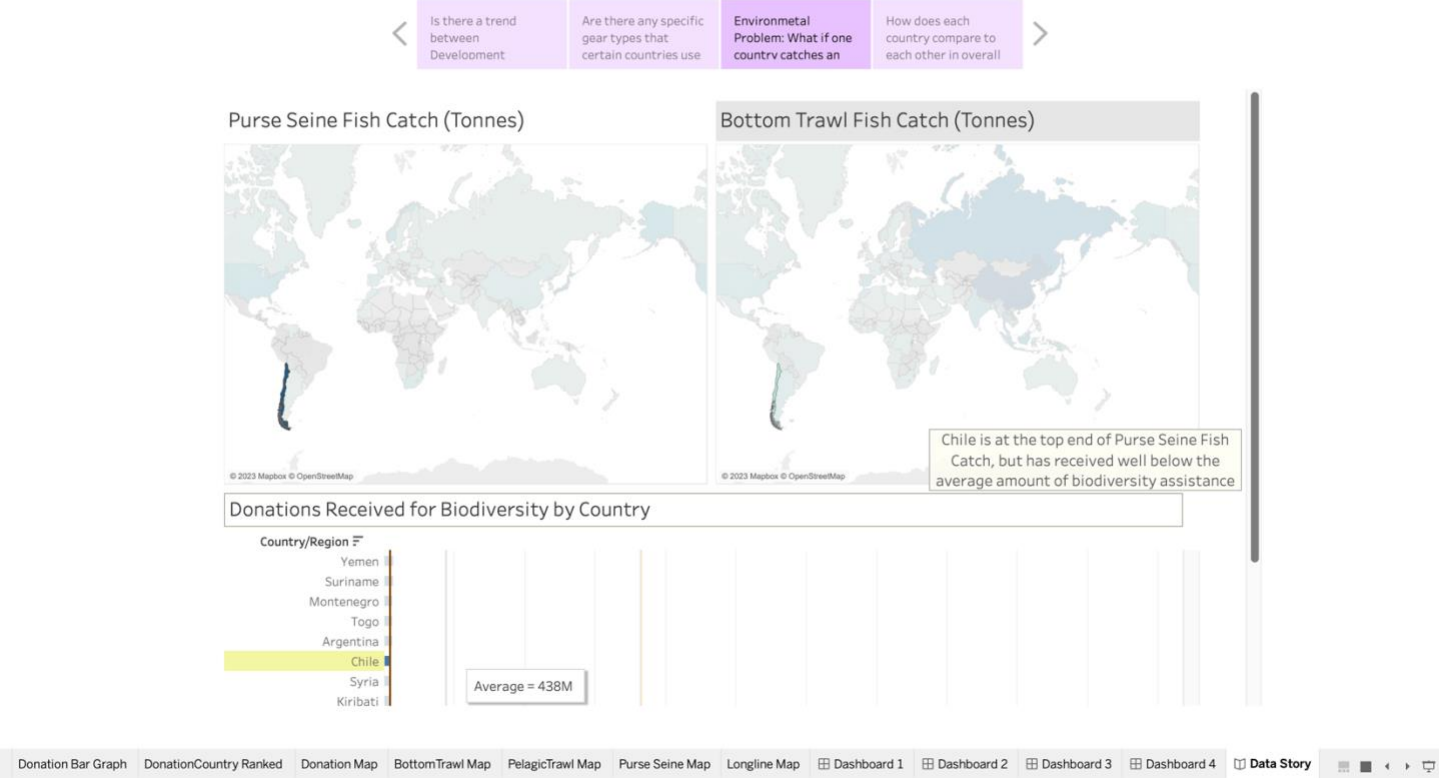 Is there a trend
between
Development
Are there any specific
gear types that
certain countries use
Environmetal
Problem: What if one
country catches an
How does each
country compare to
each other in overall
Purse Seine Fish Catch (Tonnes)
Bottom Trawl Fish Catch (Tonnes)
© 2023 Mapbox © OpenStreetMap
© 2023 Mapbox © OpenStreetMap
Chile is at the top end of Purse Seine Fish
Catch, but has received well below the
average amount of biodiversity assistance
Donations Received for Biodiversity by Country
Country/Region
Yemen
Suriname
Montenegro
Togo
Argentina
Chile
Syria
Kiribati
Average = 438M
Donation Bar Graph
DonationCountry Ranked
Donation Map
BottomTrawl Map
PelagicTrawl Map
Purse Seine Map
Longline Map
Dashboard 1
Dashboard 2
Dashboard 3
Dashboard 4
Data Story